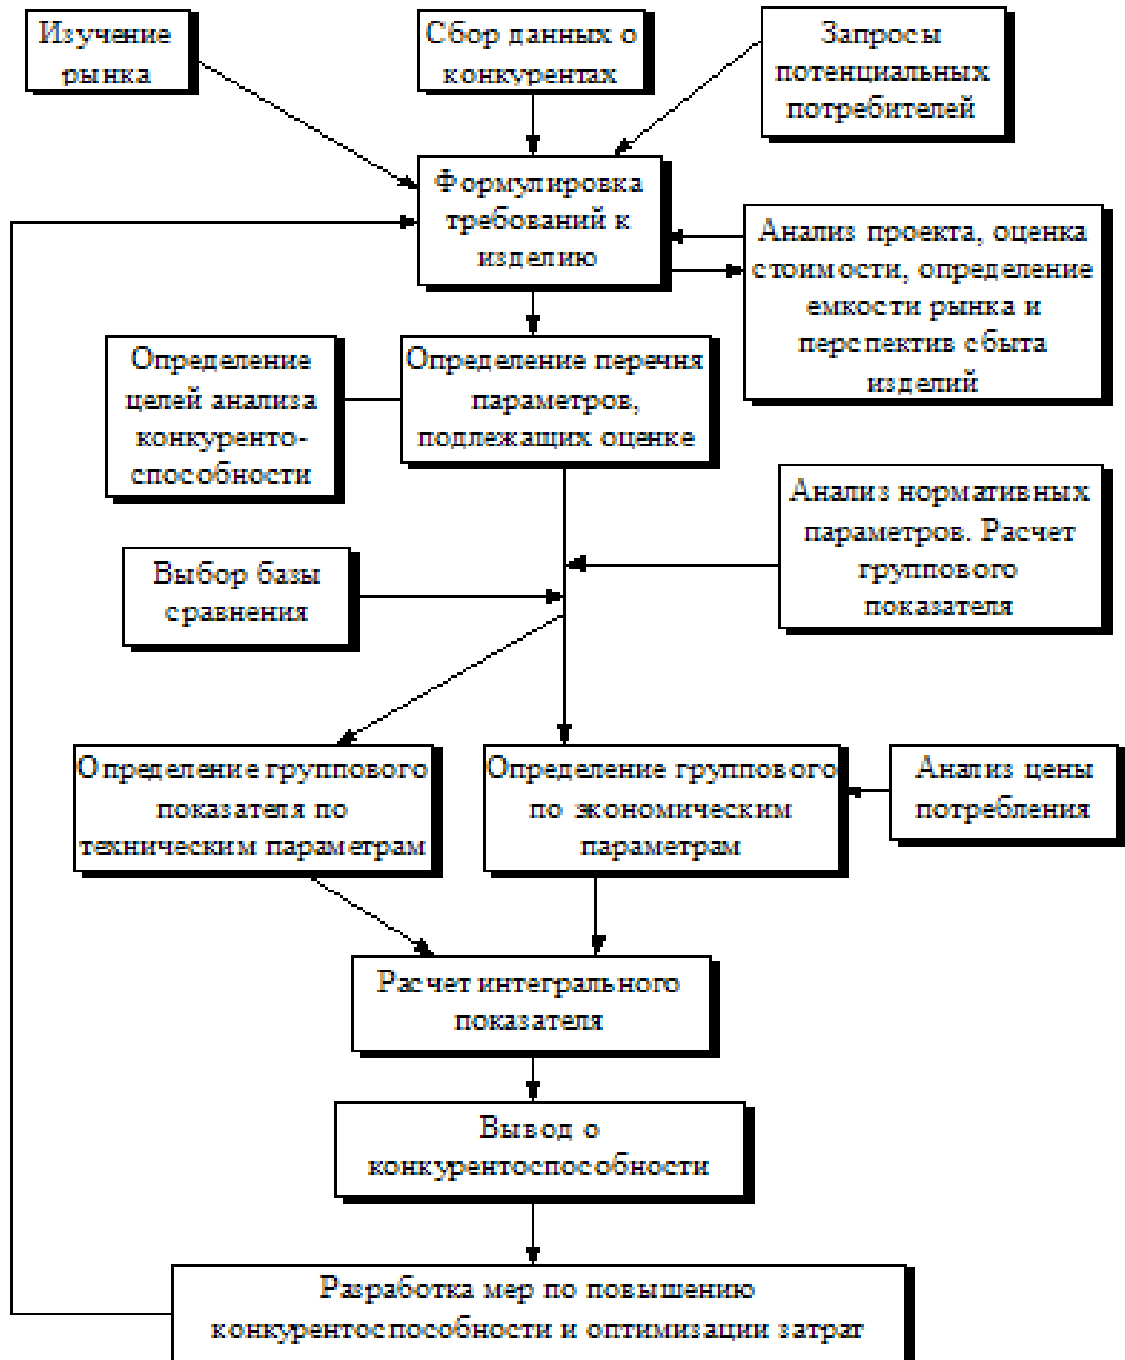 Изучение
рынка
Сбор данных о
конкурентах
Запросы
потенциальных
потребителей
Формулировка
требований к
изделию
Анализ проекта, оценка
стоимости, определение
емкости рынка и
перспектив сбыта
изделий
Определение
целей анализа
конкуренто-
способности
Определение перечня
параметров,
подлежащих оценке
Анализ нормативных
параметров. Расчет
группового
показателя
Выбор базы
сравнения
Определение группового
показателя по
техническим параметрам
Определение группового
по экономическим
параметрам
Анализ цены
потребления
Расчет интегрального
показателя
Вывод о
конкурентоспособности
Разработка мер по повышению
конкурентоспособности и оптимизации затрат